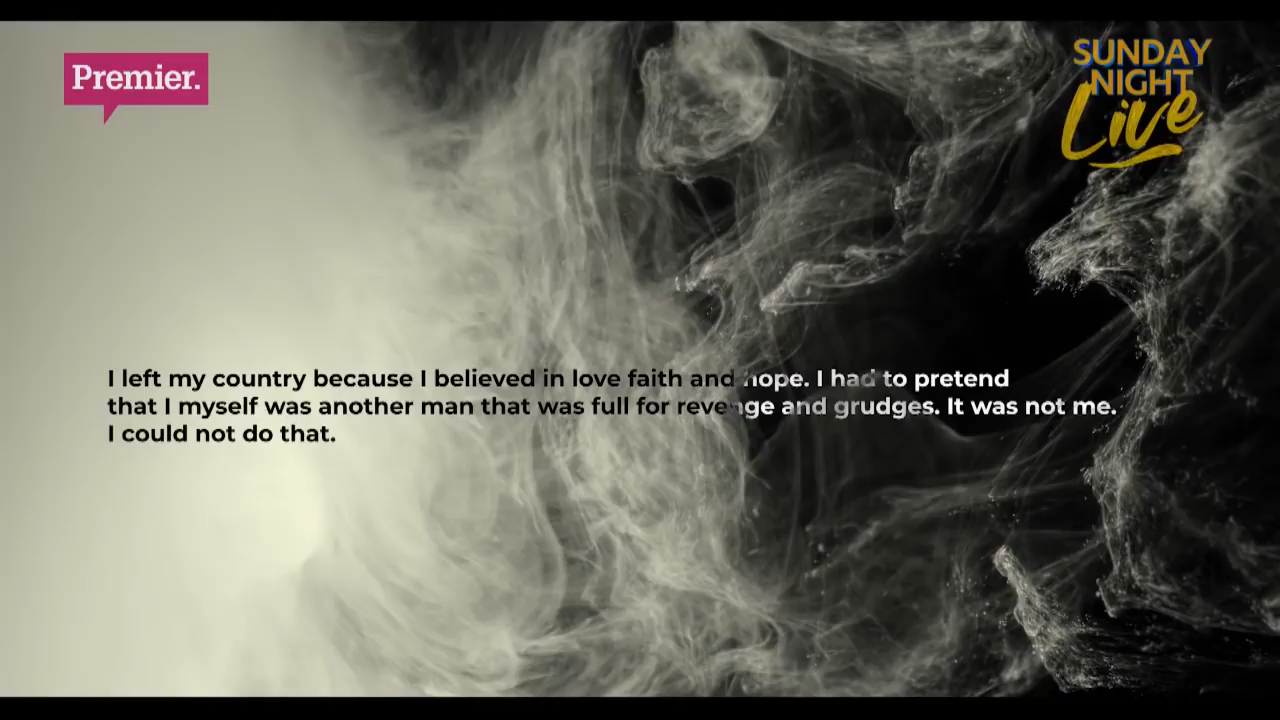 Premier.
SUNDAY
NIGHT
Live
I left my country because I believed in love faith and hope. I had to pretend
that I myself was another man that was full for revenge and grudges. It was not me.
I could not do that.